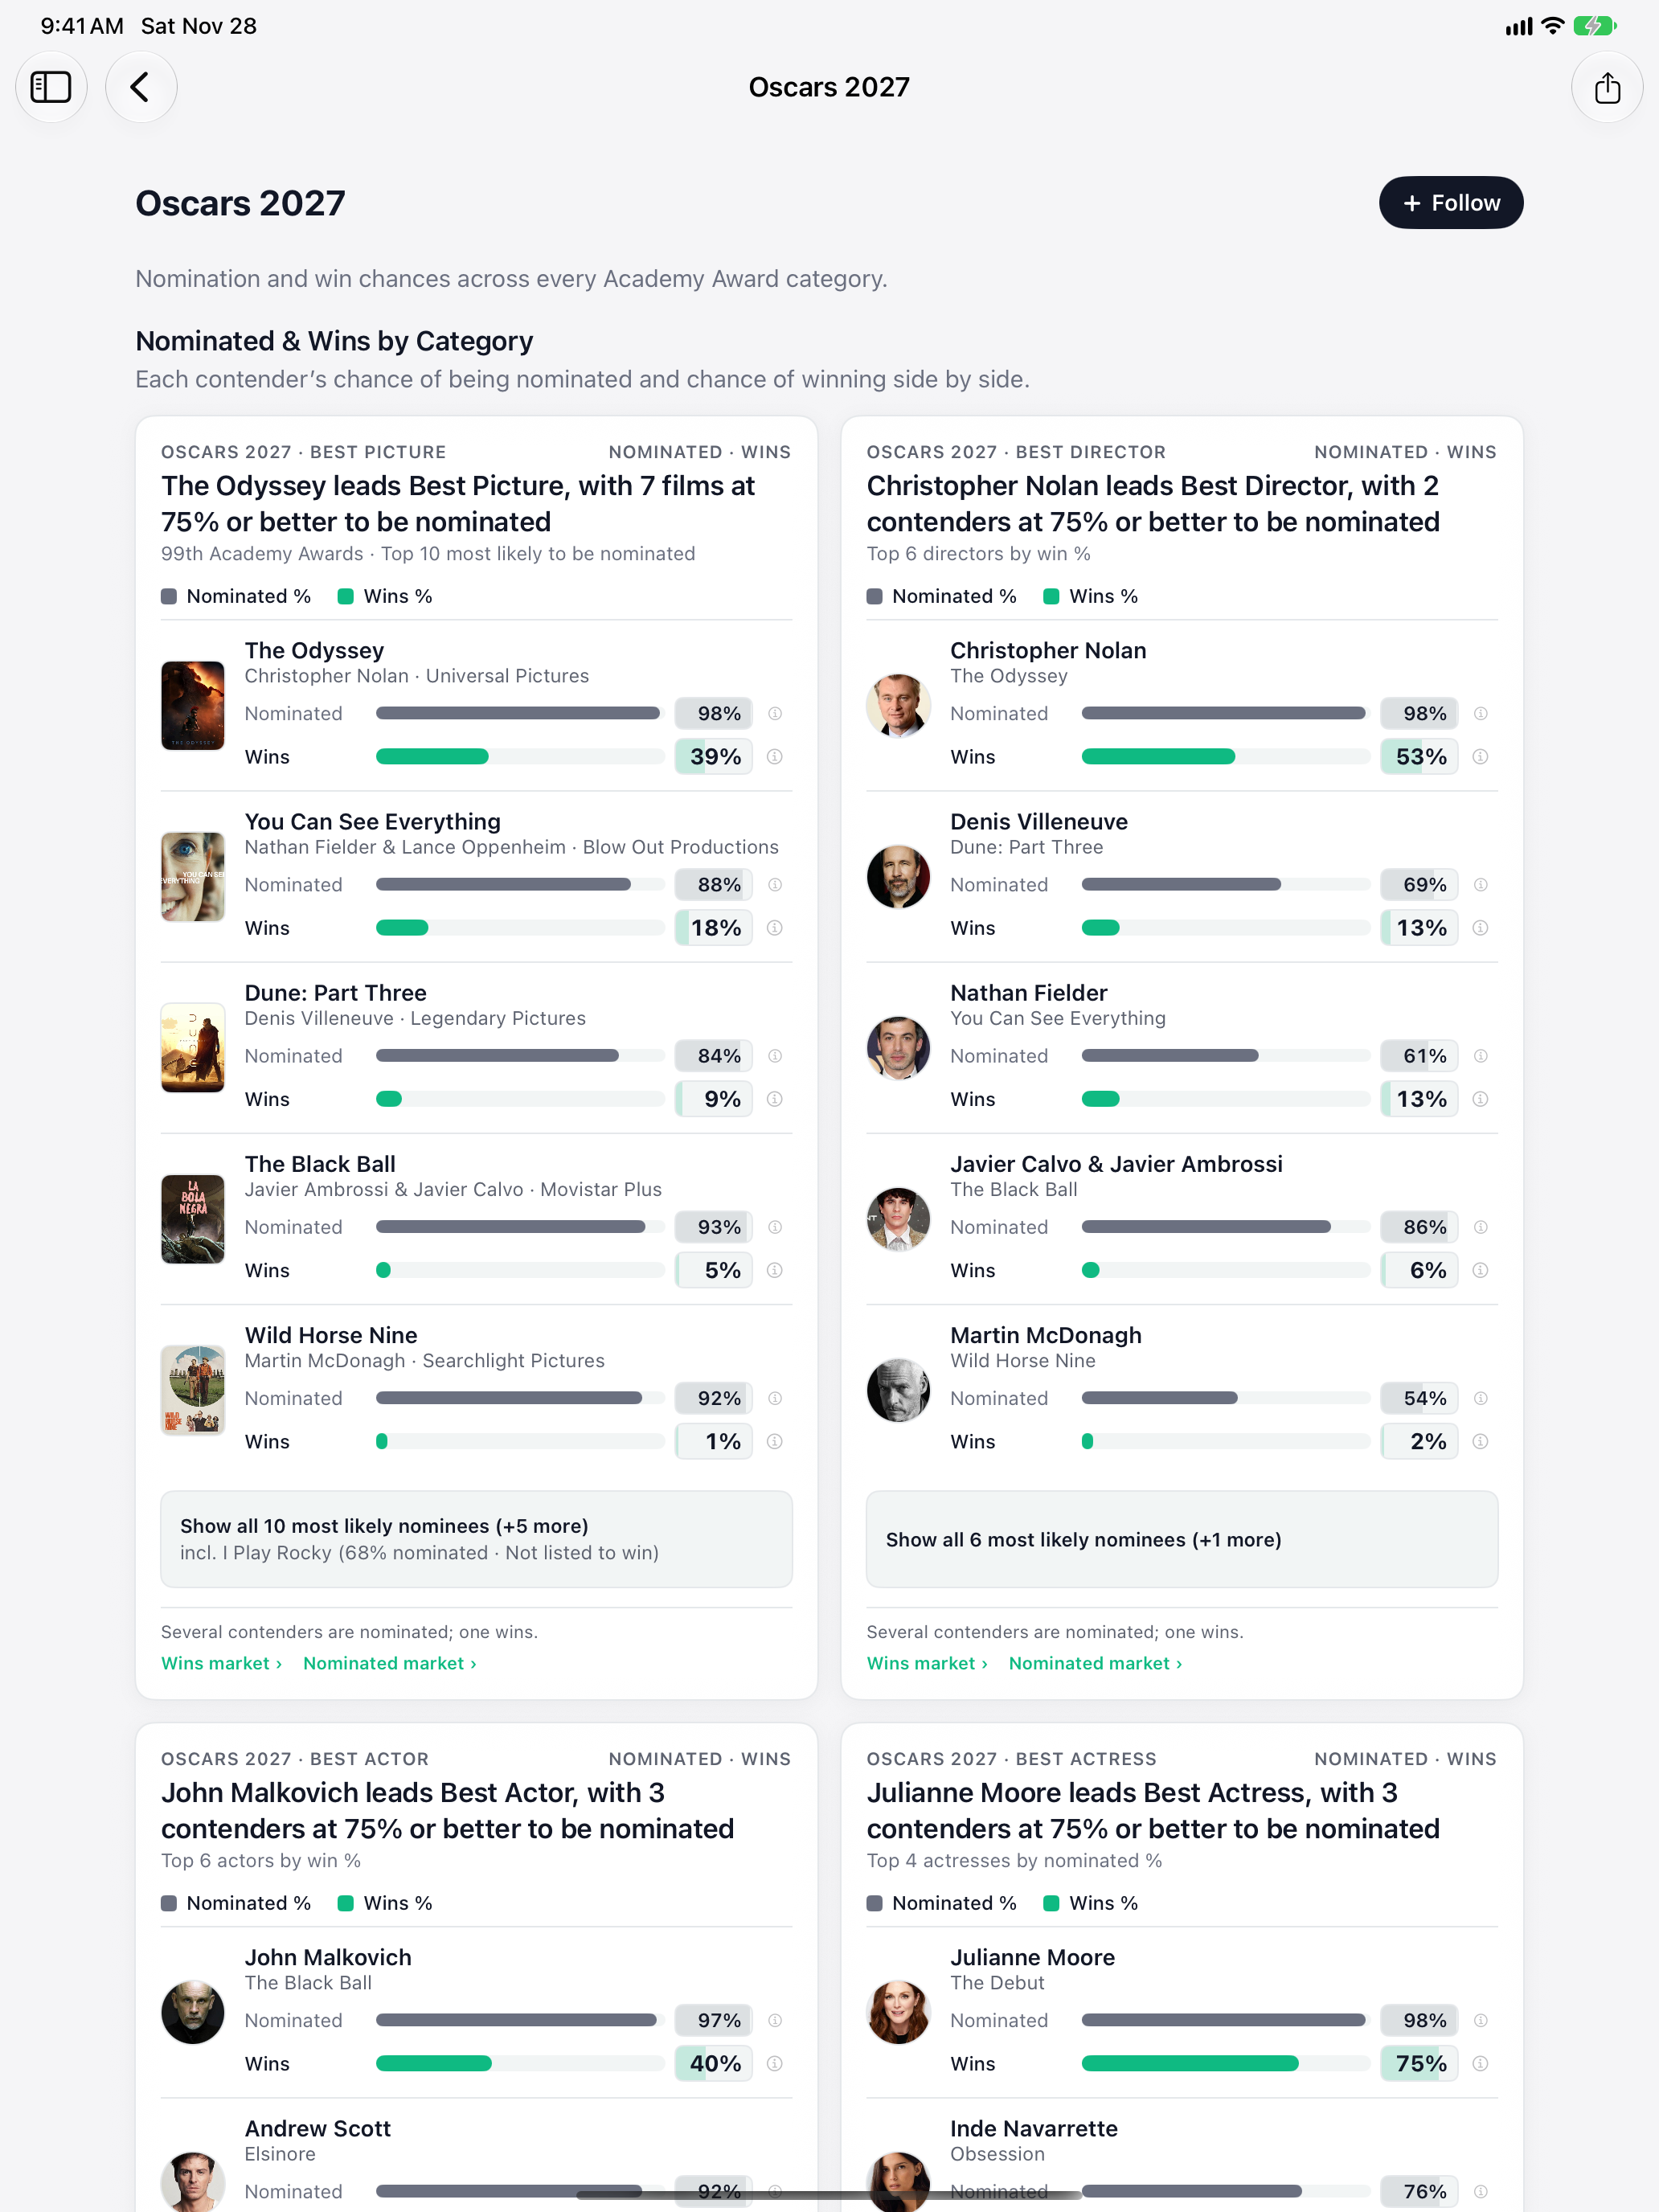 9:41 AM Sat Nov 28
Oscars 2027
Oscars 2027
+ Follow
Nomination and win chances across every Academy Award category.
Nominated & Wins by Category
Each contender’s chance of being nominated and chance of winning side by side.
OSCARS 2027 · BEST PICTURE NOMINATED · WINS
The Odyssey leads Best Picture, with 7 films at
75% or better to be nominated
99th Academy Awards · Top 10 most likely to be nominated
Nominated % Wins %
The Odyssey
Christopher Nolan · Universal Pictures
Nominated 98%
Wins 39%
THE ODYSSEY
You Can See Everything
Nathan Fielder & Lance Oppenheim · Blow Out Productions
Nominated 88%
Wins 18%
YOU CAN SEE
EVERYTHING
Dune: Part Three
Denis Villeneuve · Legendary Pictures
Nominated 84%
Wins 9%
The Black Ball
Javier Ambrossi & Javier Calvo · Movistar Plus
Nominated 93%
Wins 5%
LA
BOLA
NEGRA
Wild Horse Nine
Martin McDonagh · Searchlight Pictures
Nominated 92%
Wins 1%
WILD
HORSE
NINE
Show all 10 most likely nominees (+5 more)
incl. I Play Rocky (68% nominated · Not listed to win)
Several contenders are nominated; one wins.
Wins market › Nominated market ›
OSCARS 2027 · BEST DIRECTOR NOMINATED · WINS
Christopher Nolan leads Best Director, with 2
contenders at 75% or better to be nominated
Top 6 directors by win %
Nominated % Wins %
Christopher Nolan
The Odyssey
Nominated 98%
Wins 53%
Denis Villeneuve
Dune: Part Three
Nominated 69%
Wins 13%
Nathan Fielder
You Can See Everything
Nominated 61%
Wins 13%
Javier Calvo & Javier Ambrossi
The Black Ball
Nominated 86%
Wins 6%
Martin McDonagh
Wild Horse Nine
Nominated 54%
Wins 2%
Show all 6 most likely nominees (+1 more)
Several contenders are nominated; one wins.
Wins market › Nominated market ›
OSCARS 2027 · BEST ACTOR NOMINATED · WINS
John Malkovich leads Best Actor, with 3
contenders at 75% or better to be nominated
Top 6 actors by win %
Nominated % Wins %
John Malkovich
The Black Ball
Nominated 97%
Wins 40%
Andrew Scott
Elsinore
Nominated 92%
OSCARS 2027 · BEST ACTRESS NOMINATED · WINS
Julianne Moore leads Best Actress, with 3
contenders at 75% or better to be nominated
Top 4 actresses by nominated %
Nominated % Wins %
Julianne Moore
The Debut
Nominated 98%
Wins 75%
Inde Navarrette
Obsession
Nominated 76%